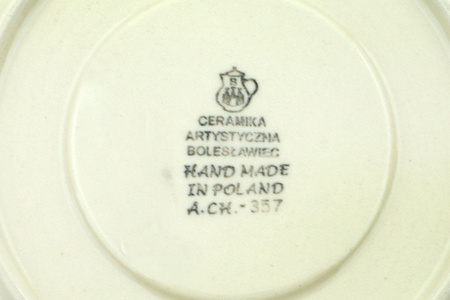 CERAMIKA
ARTYSTYCZNA
BOLESŁAWIEC
HAND MADE
IN POLAND
A.CH.-357